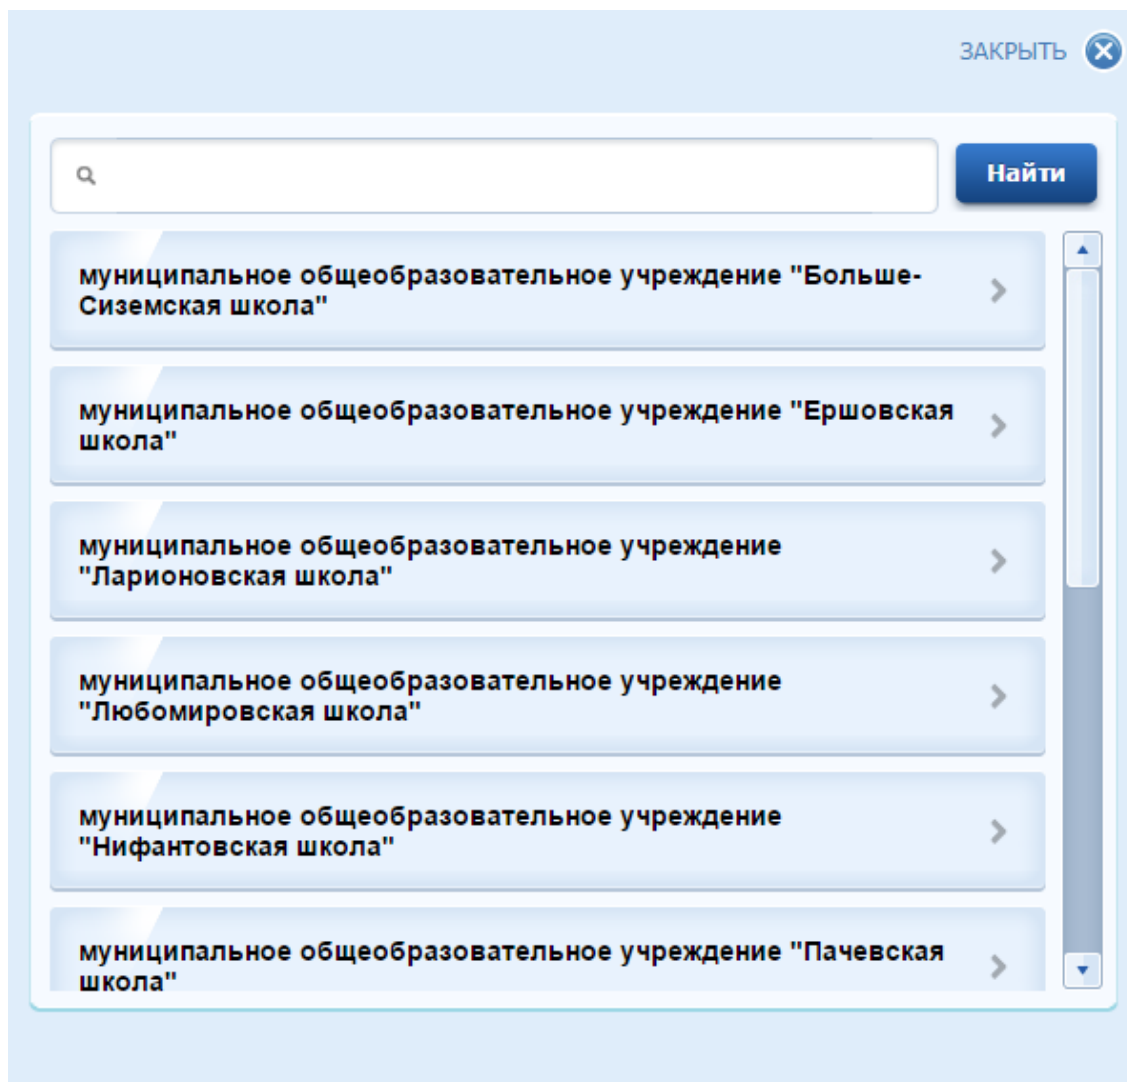 ЗАКРЫТЬ
Найти
муниципальное общеобразовательное учреждение "Больше-
Сиземская школа"
муниципальное общеобразовательное учреждение "Ершовская
школа"
муниципальное общеобразовательное учреждение
"Ларионовская школа"
муниципальное общеобразовательное учреждение
"Любомировская школа"
муниципальное общеобразовательное учреждение
"Нифантовская школа"
муниципальное общеобразовательное учреждение "Пачевская
школа"